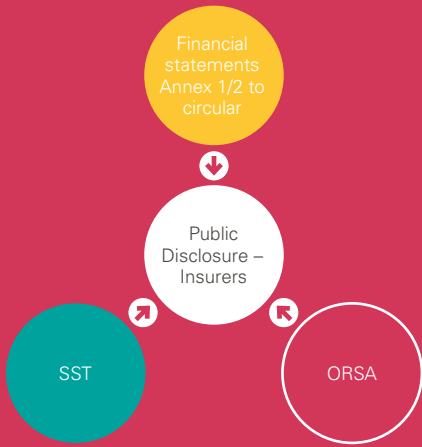 Financial
statements
Annex 1/2 to
circular
Public
Disclosure –
Insurers
SST
ORSA